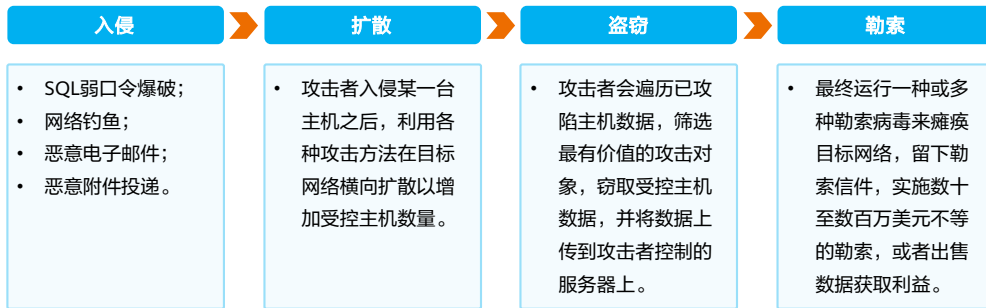 入侵
扩散
盗窃
勒索
• SQL弱口令爆破；
• 网络钓鱼；
• 恶意电子邮件；
• 恶意附件投递。
• 攻击者入侵某一台
主机之后，利用各
种攻击方法在目标
网络横向扩散以增
加受控主机数量。
• 攻击者会遍历已攻
陷主机数据，筛选
最有价值的攻击对
象，窃取受控主机
数据，并将数据上
传到攻击者控制的
服务器上。
• 最终运行一种或多
种勒索病毒来瘫痪
目标网络，留下勒
索信件，实施数十
至数百万美元不等
的勒索，或者出售
数据获取利益。